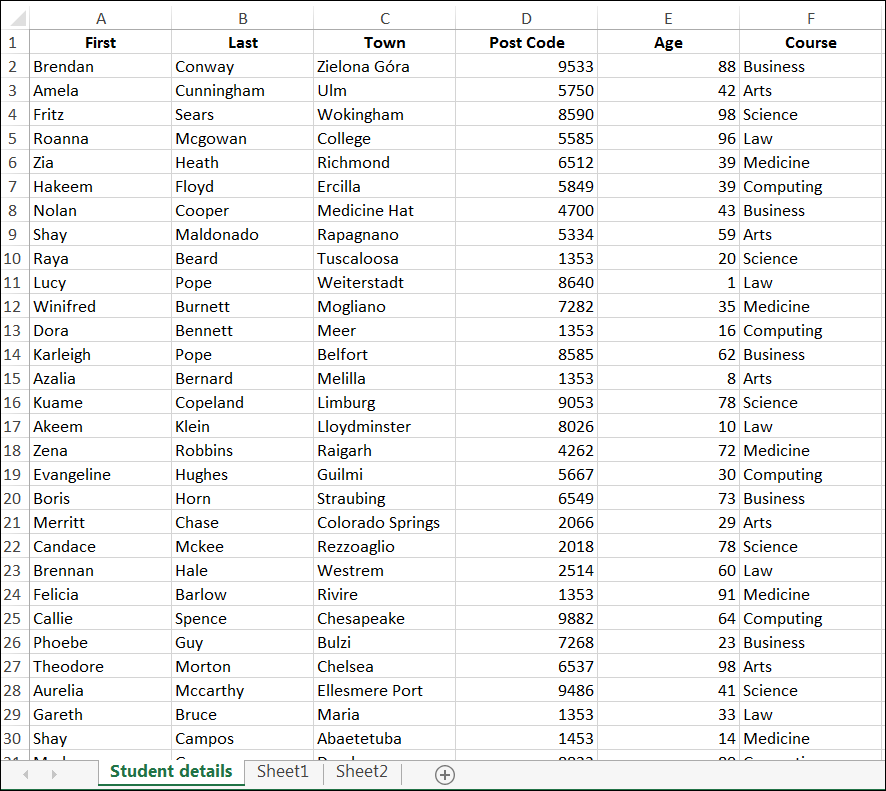 A B C D E F
1 First Last Town Post Code Age Course
2 Brendan Conway Zielona Góra 9533 88 Business
3 Amela Cunningham Ulm 5750 42 Arts
4 Fritz Sears Wokingham 8590 98 Science
5 Roanna Mcgowan College 5585 96 Law
6 Zia Heath Richmond 6512 39 Medicine
7 Hakeem Floyd Ercilla 5849 39 Computing
8 Nolan Cooper Medicine Hat 4700 43 Business
9 Shay Maldonado Rapagnano 5334 59 Arts
10 Raya Beard Tuscaloosa 1353 20 Science
11 Lucy Pope Weiterstadt 8640 1 Law
12 Winifred Burnett Mogliano 7282 35 Medicine
13 Dora Bennett Meer 1353 16 Computing
14 Karleigh Pope Belfort 8585 62 Business
15 Azalia Bernard Melilla 1353 8 Arts
16 Kuame Copeland Limburg 9053 78 Science
17 Akeem Klein Lloydminster 8026 10 Law
18 Zena Robbins Raigarh 4262 72 Medicine
19 Evangeline Hughes Guilmi 5667 30 Computing
20 Boris Horn Straubing 6549 73 Business
21 Merritt Chase Colorado Springs 2066 29 Arts
22 Candace Mckee Rezzoaglio 2018 78 Science
23 Brennan Hale Westrem 2514 60 Law
24 Felicia Barlow Rivire 1353 91 Medicine
25 Callie Spence Chesapeake 9882 64 Computing
26 Phoebe Guy Bulzi 7268 23 Business
27 Theodore Morton Chelsea 6537 98 Arts
28 Aurelia Mccarthy Ellesmere Port 9486 41 Science
29 Gareth Bruce Maria 1353 33 Law
30 Shay Campos Abaetetuba 1453 14 Medicine
Student details Sheet1 Sheet2